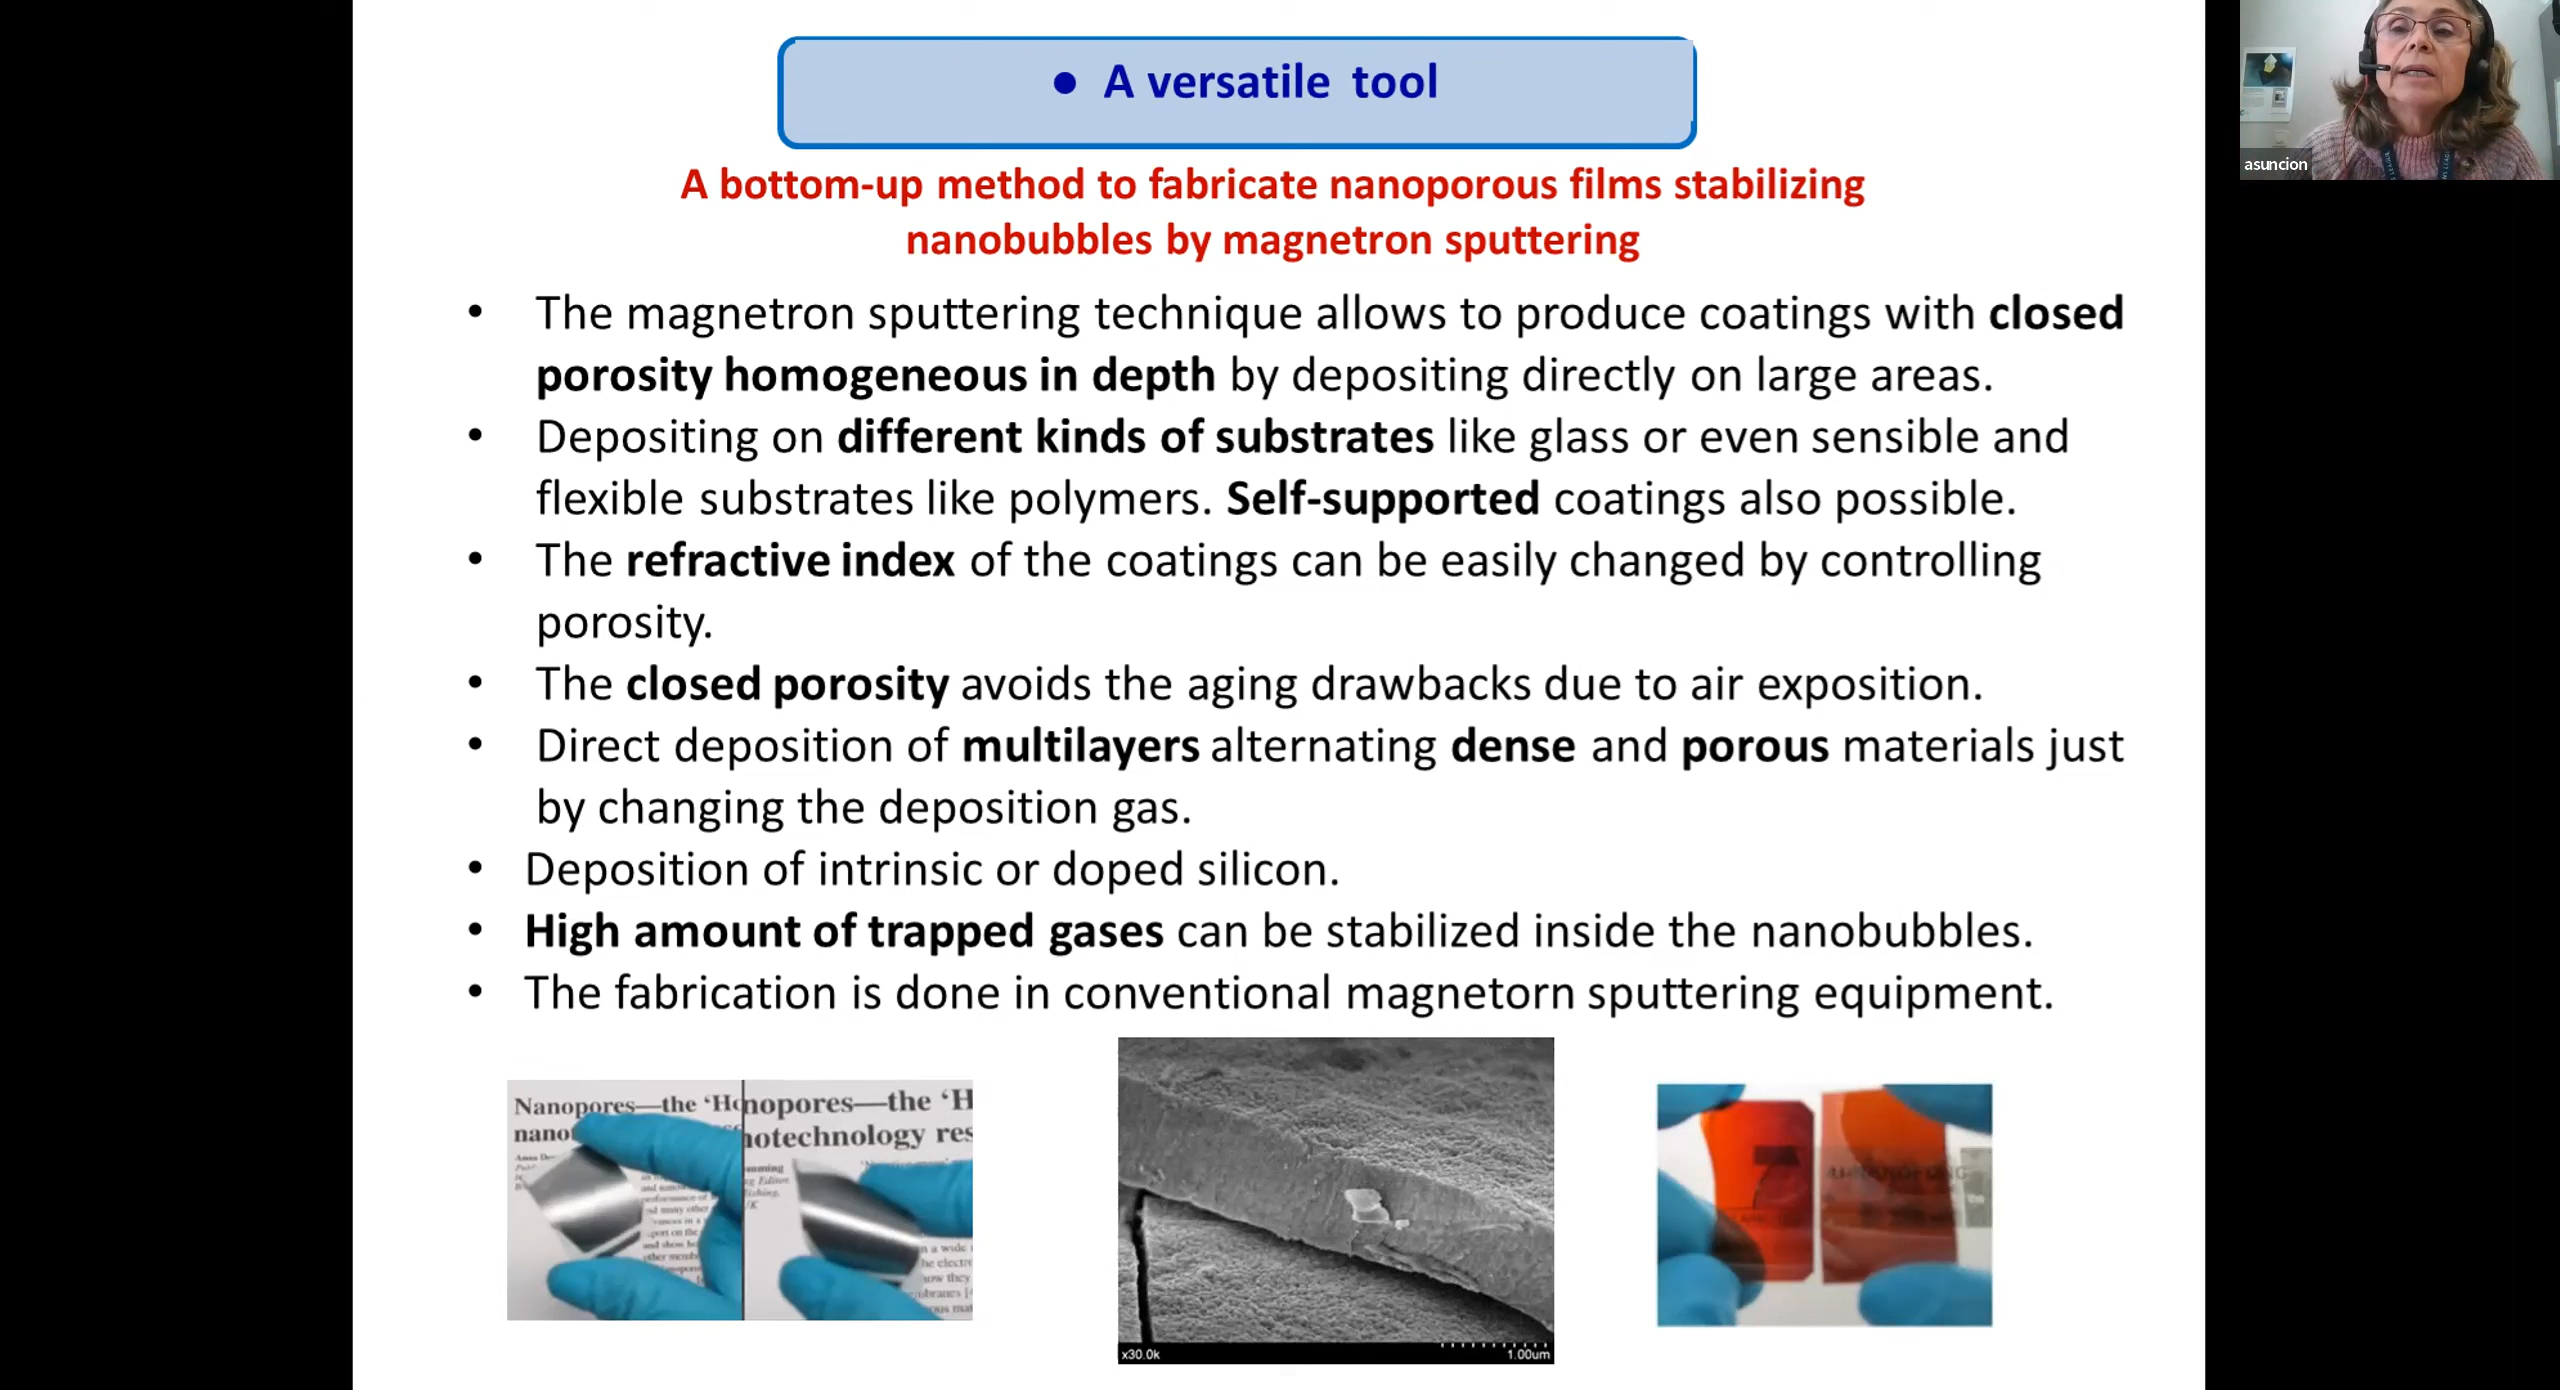 ● A versatile tool
asuncion
A bottom-up method to fabricate nanoporous films stabilizing
nanobubbles by magnetron sputtering
• The magnetron sputtering technique allows to produce coatings with closed
porosity homogeneous in depth by depositing directly on large areas.
• Depositing on different kinds of substrates like glass or even sensible and
flexible substrates like polymers. Self-supported coatings also possible.
• The refractive index of the coatings can be easily changed by controlling
porosity.
• The closed porosity avoids the aging drawbacks due to air exposition.
• Direct deposition of multilayers alternating dense and porous materials just
by changing the deposition gas.
• Deposition of intrinsic or doped silicon.
• High amount of trapped gases can be stabilized inside the nanobubbles.
• The fabrication is done in conventional magnetorn sputtering equipment.
Nanopores—the ‘Ho
nano
nopores—the ‘H
notechnology res
x30.0k
1.00um